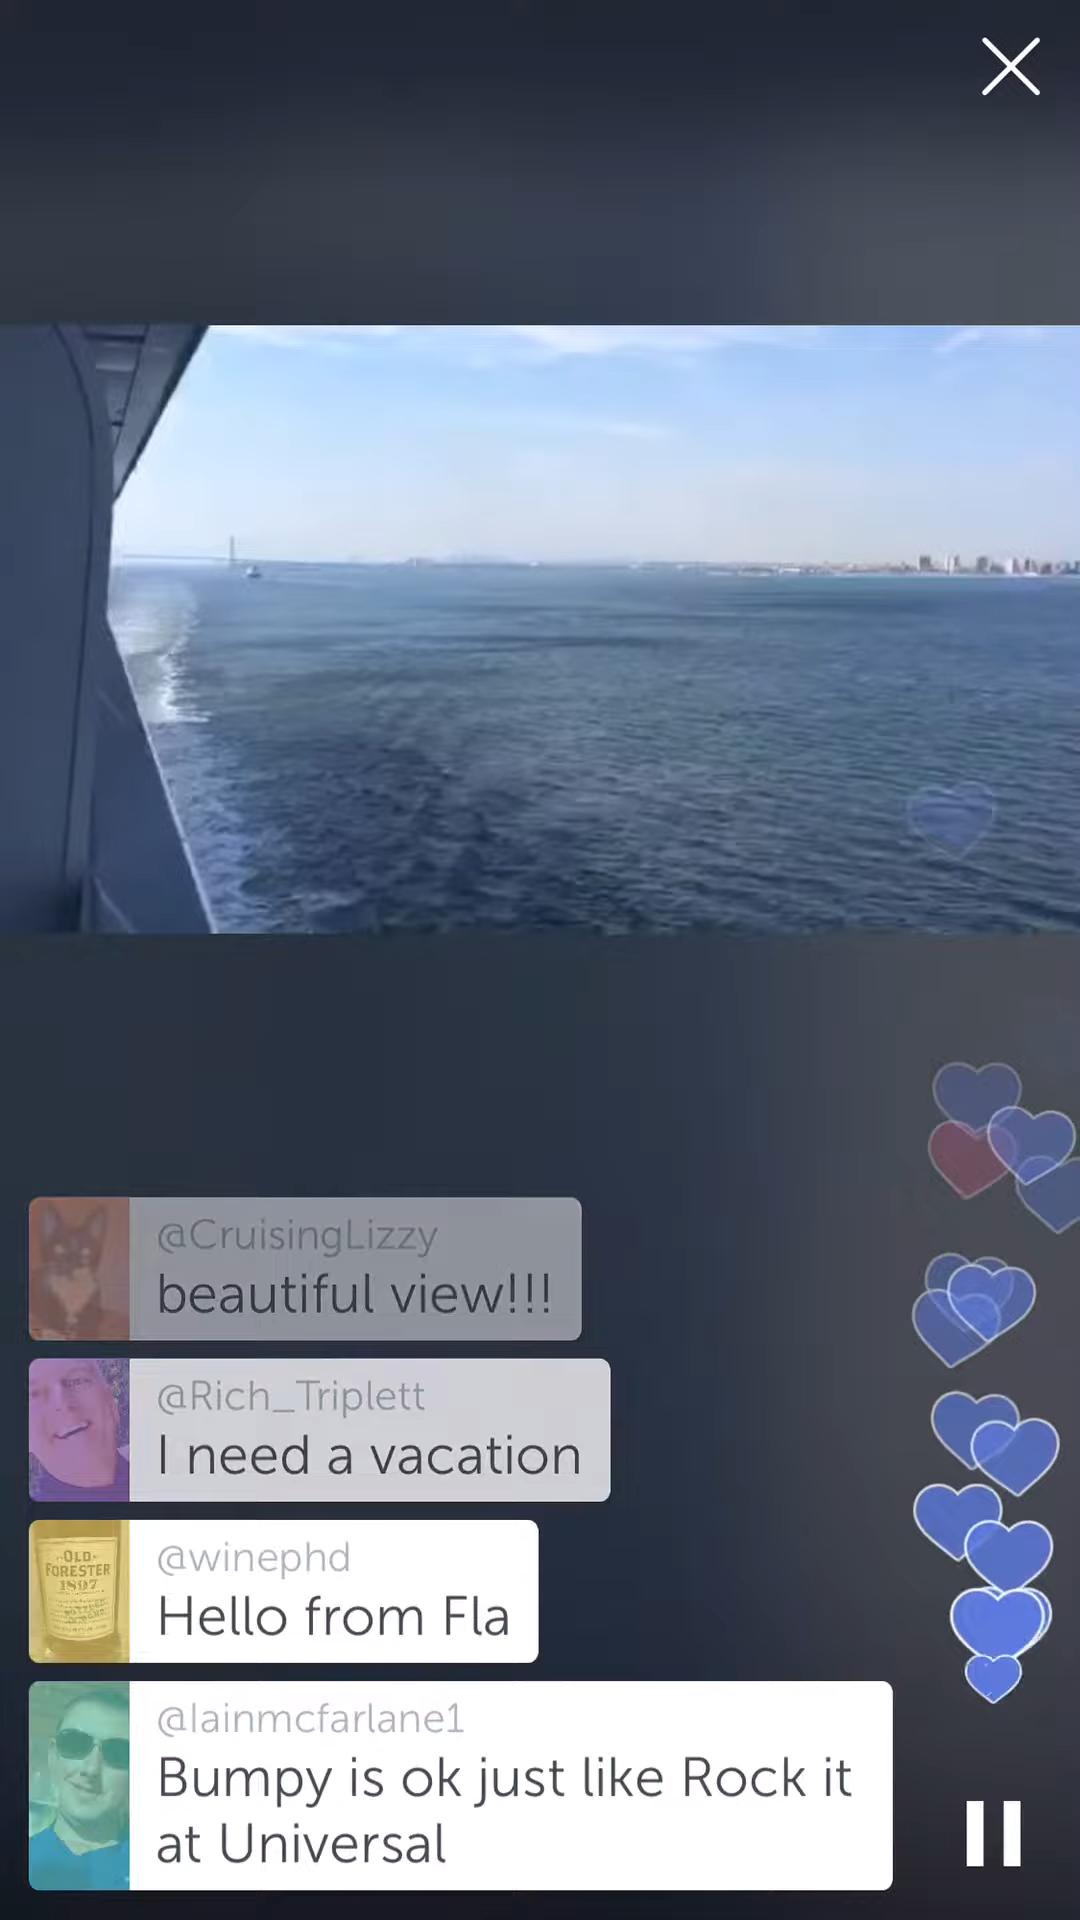 @CruisingLizzy
beautiful view!!!
@Rich_Triplett
I need a vacation
OLD
FORESTER
1897
@winephd
Hello from Fla
@Iainmcfarlane1
Bumpy is ok just like Rock it
at Universal